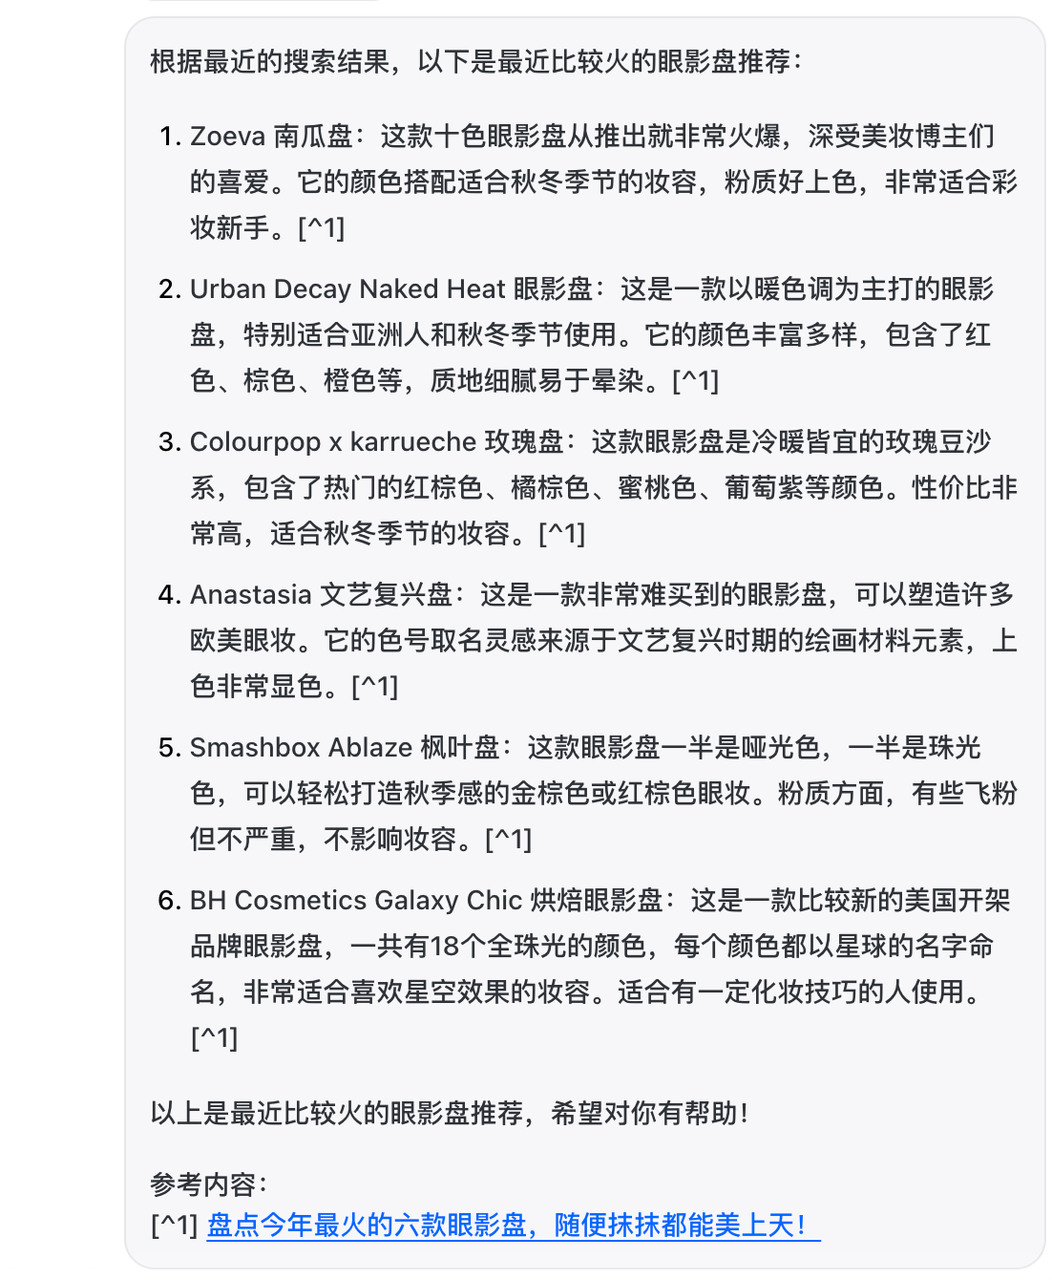 根据最近的搜索结果，以下是最近比较火的眼影盘推荐：
1. Zoeva 南瓜盘：这款十色眼影盘从推出就非常火爆，深受美妆博主们
的喜爱。它的颜色搭配适合秋冬季节的妆容，粉质好上色，非常适合彩
妆新手。[^1]
2. Urban Decay Naked Heat 眼影盘：这是一款以暖色调为主打的眼影
盘，特别适合亚洲人和秋冬季节使用。它的颜色丰富多样，包含了红
色、棕色、橙色等，质地细腻易于晕染。[^1]
3. Colourpop x karrueche 玫瑰盘：这款眼影盘是冷暖皆宜的玫瑰豆沙
系，包含了热门的红棕色、橘棕色、蜜桃色、葡萄紫等颜色。性价比非
常高，适合秋冬季节的妆容。[^1]
4. Anastasia 文艺复兴盘：这是一款非常难买到的眼影盘，可以塑造许多
欧美眼妆。它的色号取名灵感来源于文艺复兴时期的绘画材料元素，上
色非常显色。[^1]
5. Smashbox Ablaze 枫叶盘：这款眼影盘一半是哑光色，一半是珠光
色，可以轻松打造秋季感的金棕色或红棕色眼妆。粉质方面，有些飞粉
但不严重，不影响妆容。[^1]
6. BH Cosmetics Galaxy Chic 烘焙眼影盘：这是一款比较新的美国开架
品牌眼影盘，一共有18个全珠光的颜色，每个颜色都以星球的名字命
名，非常适合喜欢星空效果的妆容。适合有一定化妆技巧的人使用。
[^1]
以上是最近比较火的眼影盘推荐，希望对你有帮助！
参考内容：
[^1] 盘点今年最火的六款眼影盘，随便抹抹都能美上天！